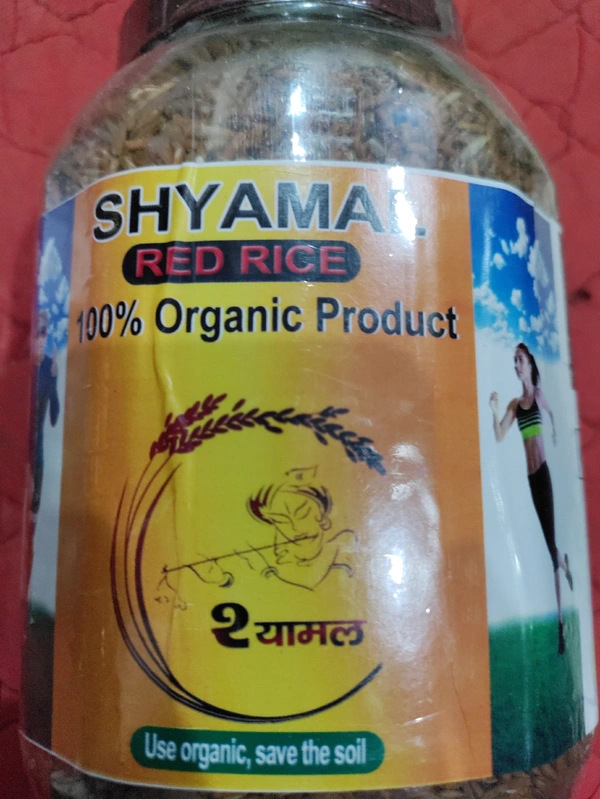 SHYAMAL
RED RICE
100% Organic Product
श्यामल
Use organic, save the soil